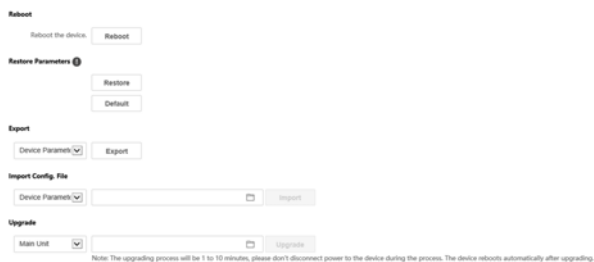 Reboot
Reboot the device. Reboot
Restore Parameters
Restore
Default
Export
Device Paramet Export
Import Config. File
Device Paramet Import
Upgrade
Main Unit Upgrade
Note: The upgrading process will be 1 to 10 minutes, please don't disconnect power to the device during the process. The device reboots automatically after upgrading.